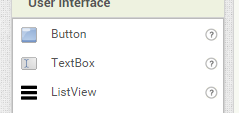 User Interface
Button
?
TextBox
?
ListView
?